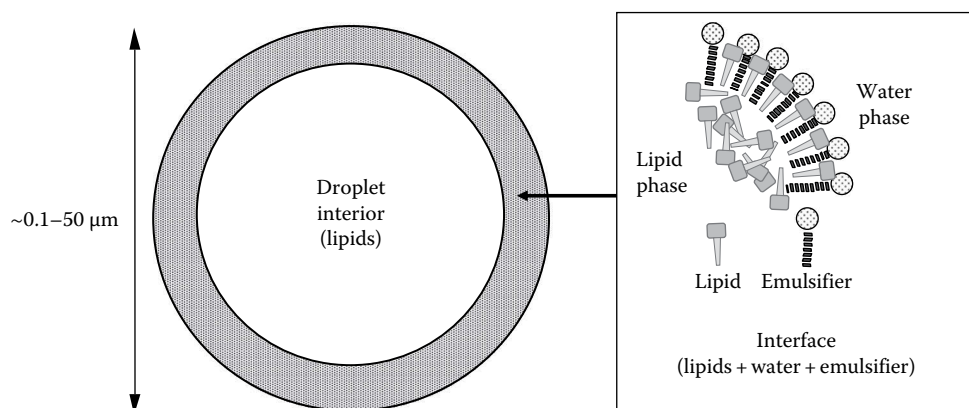 ~0.1–50 µm
Droplet
interior
(lipids)
Water
phase
Lipid
phase
Lipid
Emulsifier
Interface
(lipids + water + emulsifier)